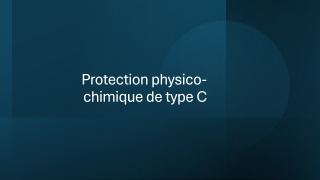 Protection physico-
chimique de type C